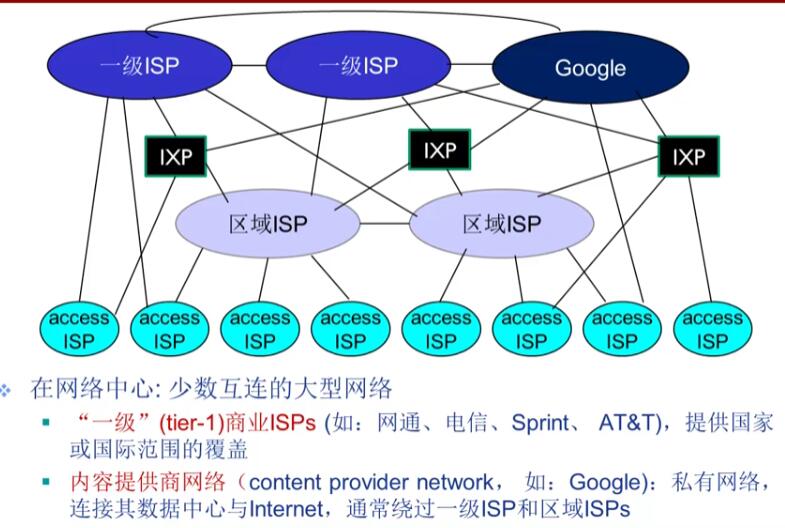 一级ISP
一级ISP
Google
IXP
IXP
IXP
区域ISP
区域ISP
access
ISP
access
ISP
access
ISP
access
ISP
access
ISP
access
ISP
access
ISP
access
ISP
在网络中心: 少数互连的大型网络
“一级”(tier-1)商业ISPs (如：网通、电信、Sprint、 AT&T)，提供国家
或国际范围的覆盖
内容提供商网络（content provider network， 如：Google)：私有网络，
连接其数据中心与Internet，通常绕过一级ISP和区域ISPs